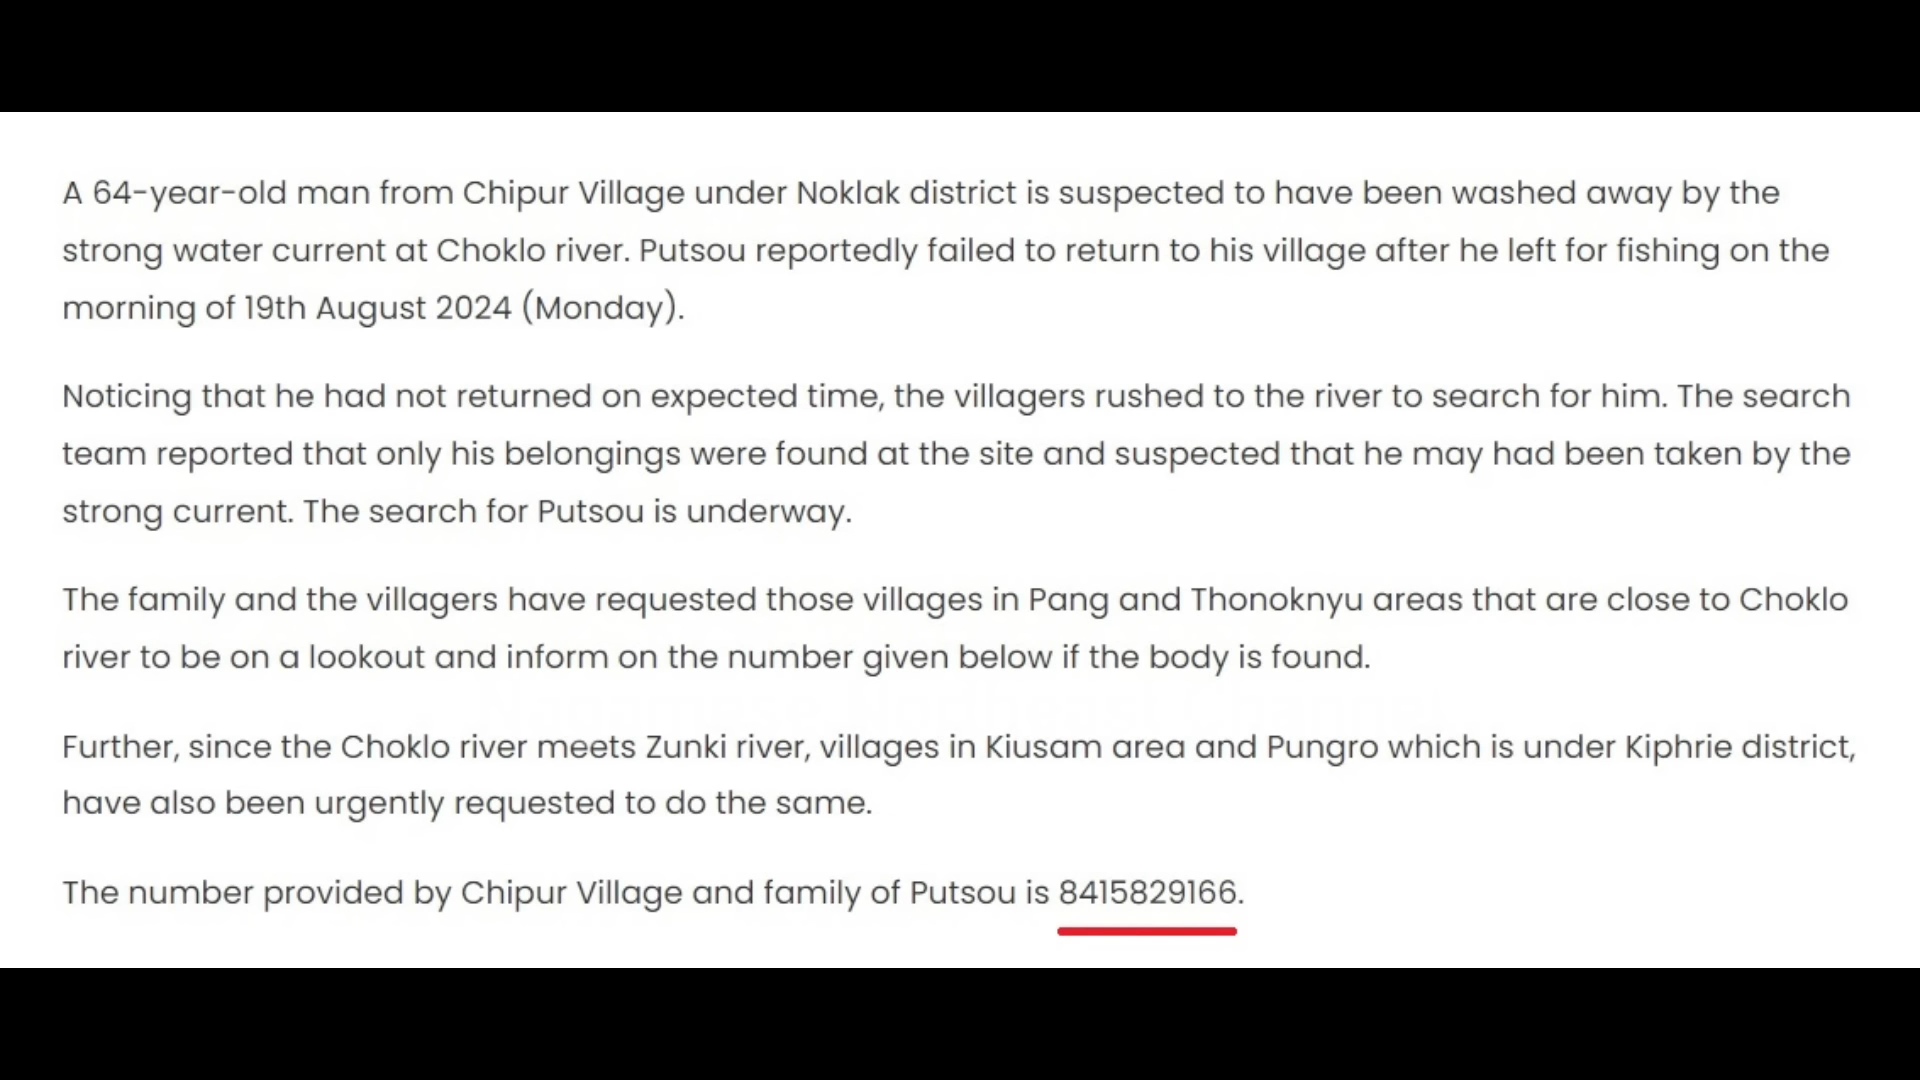 A 64-year-old man from Chipur Village under Noklak district is suspected to have been washed away by the
strong water current at Choklo river. Putsou reportedly failed to return to his village after he left for fishing on the
morning of 19th August 2024 (Monday).
Noticing that he had not returned on expected time, the villagers rushed to the river to search for him. The search
team reported that only his belongings were found at the site and suspected that he may had been taken by the
strong current. The search for Putsou is underway.
The family and the villagers have requested those villages in Pang and Thonoknyu areas that are close to Choklo
river to be on a lookout and inform on the number given below if the body is found.
Further, since the Choklo river meets Zunki river, villages in Kiusam area and Pungro which is under Kiphrie district,
have also been urgently requested to do the same.
The number provided by Chipur Village and family of Putsou is 8415829166.